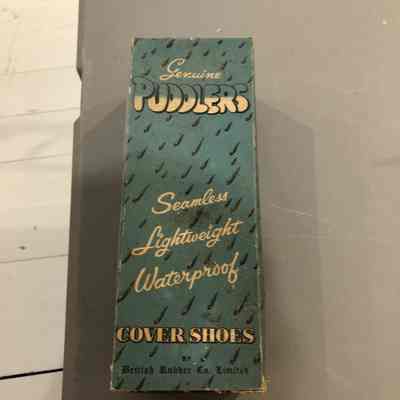 Genuine
PUDDLERS
Seamless
Lightweight
Waterproof
COVER SHOES
BY
British Rubber Co. Limited